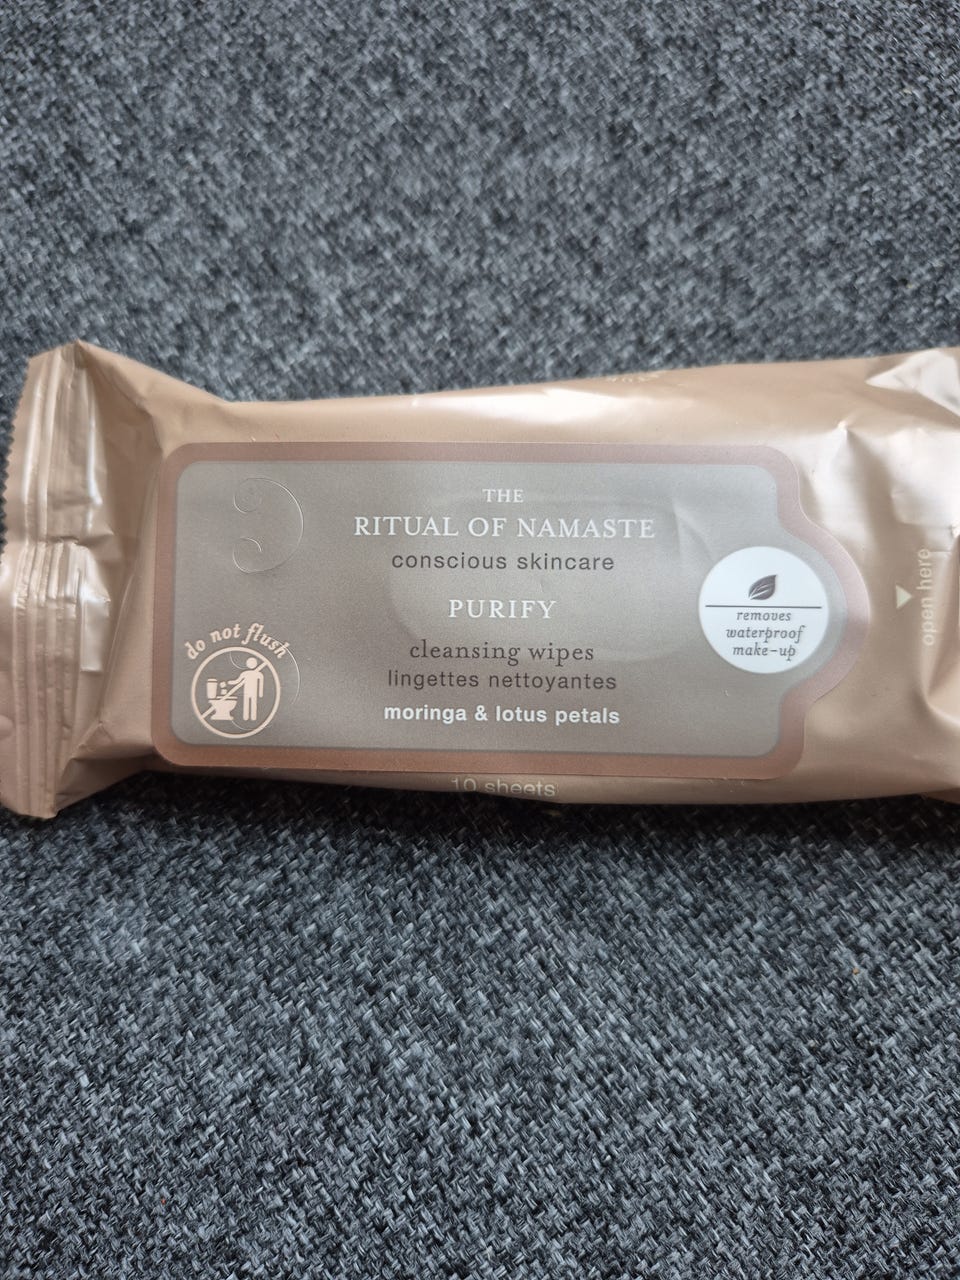 THE
RITUAL OF NAMASTE
conscious skincare
PURIFY
cleansing wipes
lingettes nettoyantes
moringa & lotus petals
do not flush
removes
waterproof
make-up
open here
10 sheets